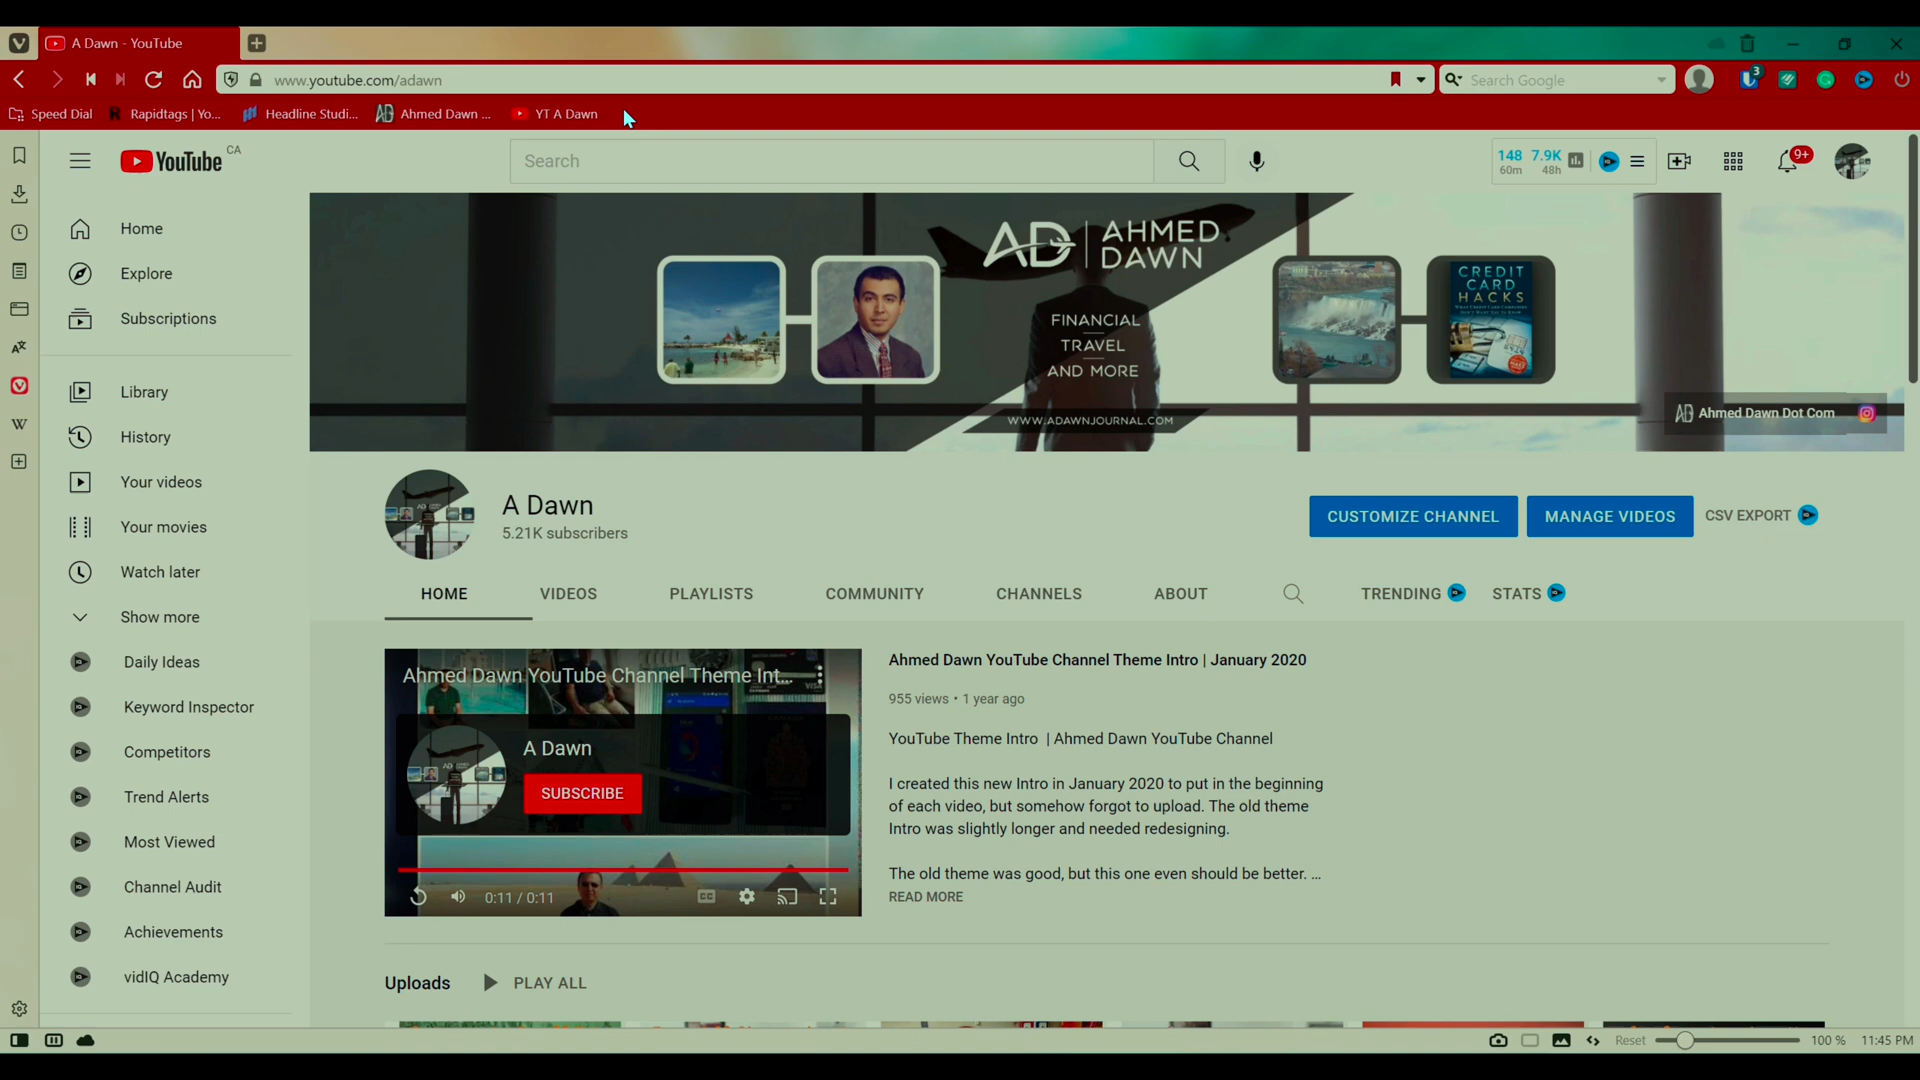 A Dawn - YouTube
www.youtube.com/adawn
Search Google
3
Speed Dial
Rapidtags | Yo...
Headline Studi...
Ahmed Dawn ...
YT A Dawn
YouTube CA
Search
148 7.9K
60m 48h
9+
Home
Explore
Subscriptions
Library
History
Your videos
Your movies
Watch later
Show more
Daily Ideas
Keyword Inspector
Competitors
Trend Alerts
Most Viewed
Channel Audit
Achievements
vidIQ Academy
AD | AHMED DAWN
FINANCIAL
TRAVEL
AND MORE
WWW.ADAWNJOURNAL.COM
CREDIT
CARD
HACKS
Ahmed Dawn Dot Com
A Dawn
5.21K subscribers
CUSTOMIZE CHANNEL
MANAGE VIDEOS
CSV EXPORT
HOME
VIDEOS
PLAYLISTS
COMMUNITY
CHANNELS
ABOUT
TRENDING
STATS
Ahmed Dawn YouTube Channel Theme Int...
A Dawn
SUBSCRIBE
0:11 / 0:11
Ahmed Dawn YouTube Channel Theme Intro | January 2020
955 views • 1 year ago
YouTube Theme Intro | Ahmed Dawn YouTube Channel
I created this new Intro in January 2020 to put in the beginning
of each video, but somehow forgot to upload. The old theme
Intro was slightly longer and needed redesigning.
The old theme was good, but this one even should be better. ...
READ MORE
Uploads
PLAY ALL
Reset
100 %
11:45 PM